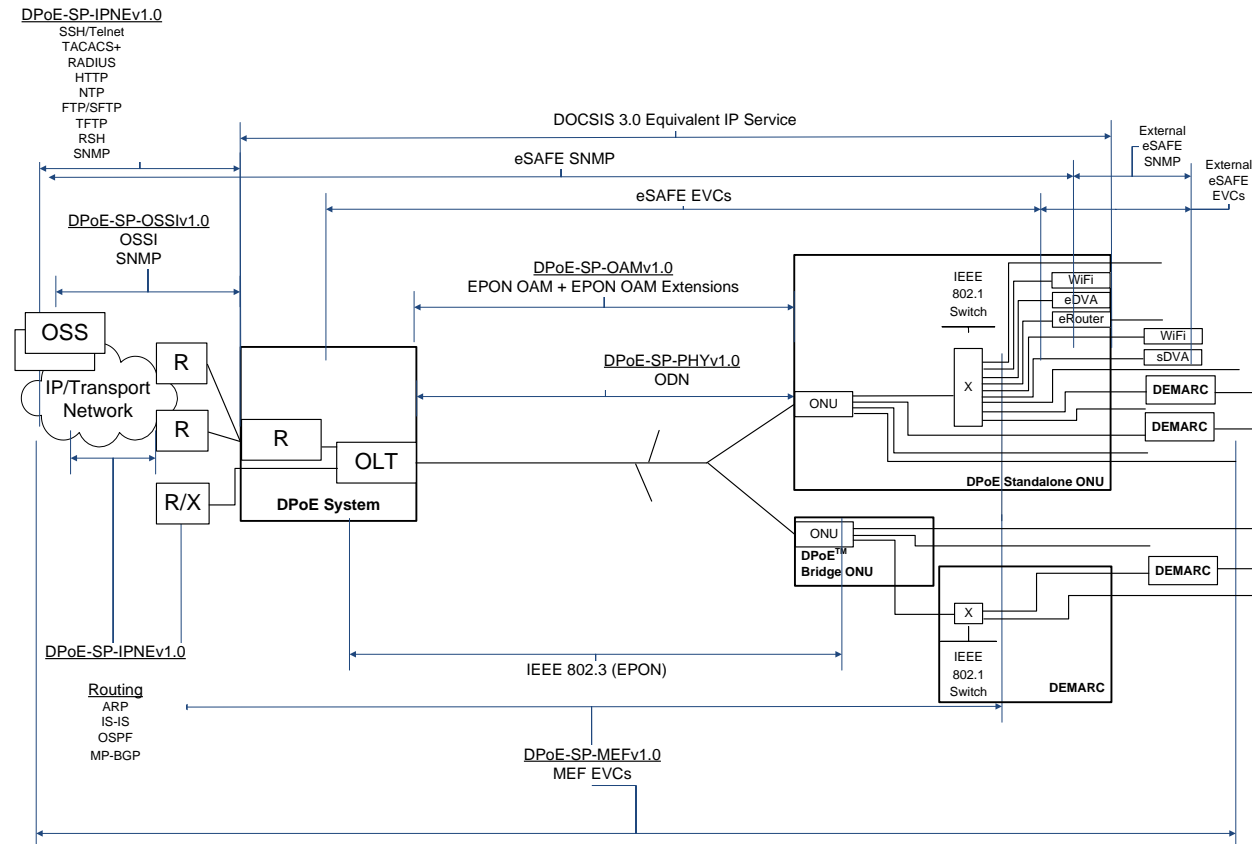 DPoE-SP-IPNEv1.0
SSH/Telnet
TACACS+
RADIUS
HTTP
NTP
FTP/SFTP
TFTP
RSH
SNMP
DOCSIS 3.0 Equivalent IP Service
eSAFE SNMP
External
eSAFE
SNMP
External
eSAFE
EVCs
eSAFE EVCs
DPoE-SP-OSSIv1.0
OSSI
SNMP
DPoE-SP-OAMv1.0
EPON OAM + EPON OAM Extensions
IEEE
802.1
Switch
WiFi
eDVA
eRouter
WiFi
sDVA
OSS
IP/Transport
Network
R
R
R/X
R
OLT
DPoE System
DPoE-SP-PHYv1.0
ODN
X
ONU
DEMARC
DEMARC
DPoE Standalone ONU
ONU
DPoE™
Bridge ONU
DEMARC
X
IEEE
802.1
Switch
DEMARC
IEEE 802.3 (EPON)
DPoE-SP-IPNEv1.0
Routing
ARP
IS-IS
OSPF
MP-BGP
DPoE-SP-MEFv1.0
MEF EVCs